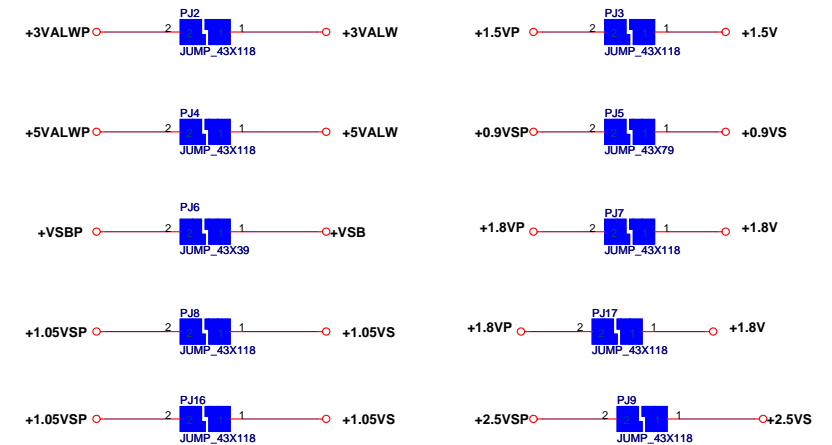 PJ2
+3VALWP 2 2 1 1 +3VALW
JUMP_43X118
PJ3
+1.5VP 2 2 1 1 +1.5V
JUMP_43X118
PJ4
+5VALWP 2 2 1 1 +5VALW
JUMP_43X118
PJ5
+0.9VSP 2 2 1 1 +0.9VS
JUMP_43X79
PJ6
+VSBP 2 2 1 1 +VSB
JUMP_43X39
PJ7
+1.8VP 2 2 1 1 +1.8V
JUMP_43X118
PJ8
+1.05VSP 2 2 1 1 +1.05VS
JUMP_43X118
PJ17
+1.8VP 2 2 1 1 +1.8V
JUMP_43X118
PJ16
+1.05VSP 2 2 1 1 +1.05VS
JUMP_43X118
PJ9
+2.5VSP 2 2 1 1 +2.5VS
JUMP_43X118